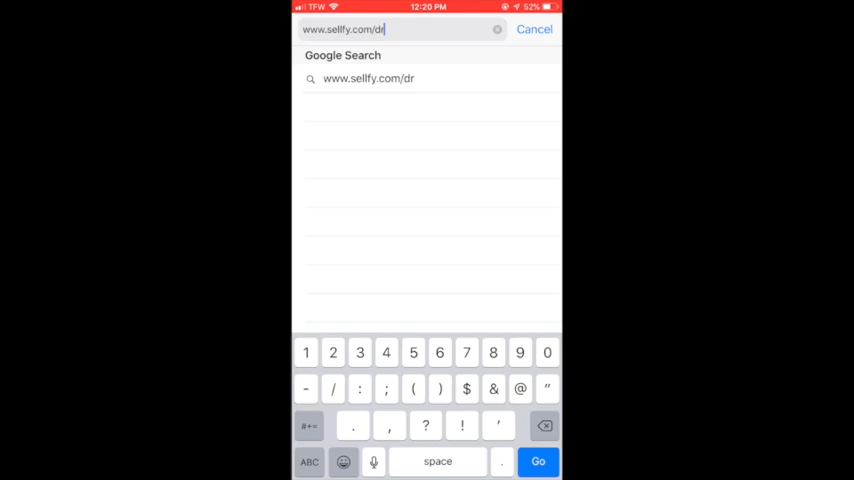 TFW 12:20 PM 52%
www.sellfy.com/dr Cancel
Google Search
www.sellfy.com/dr
1 2 3 4 5 6 7 8 9 0
- / : ; ( ) $ & @ "
#+= . , ? ! '
ABC space . Go